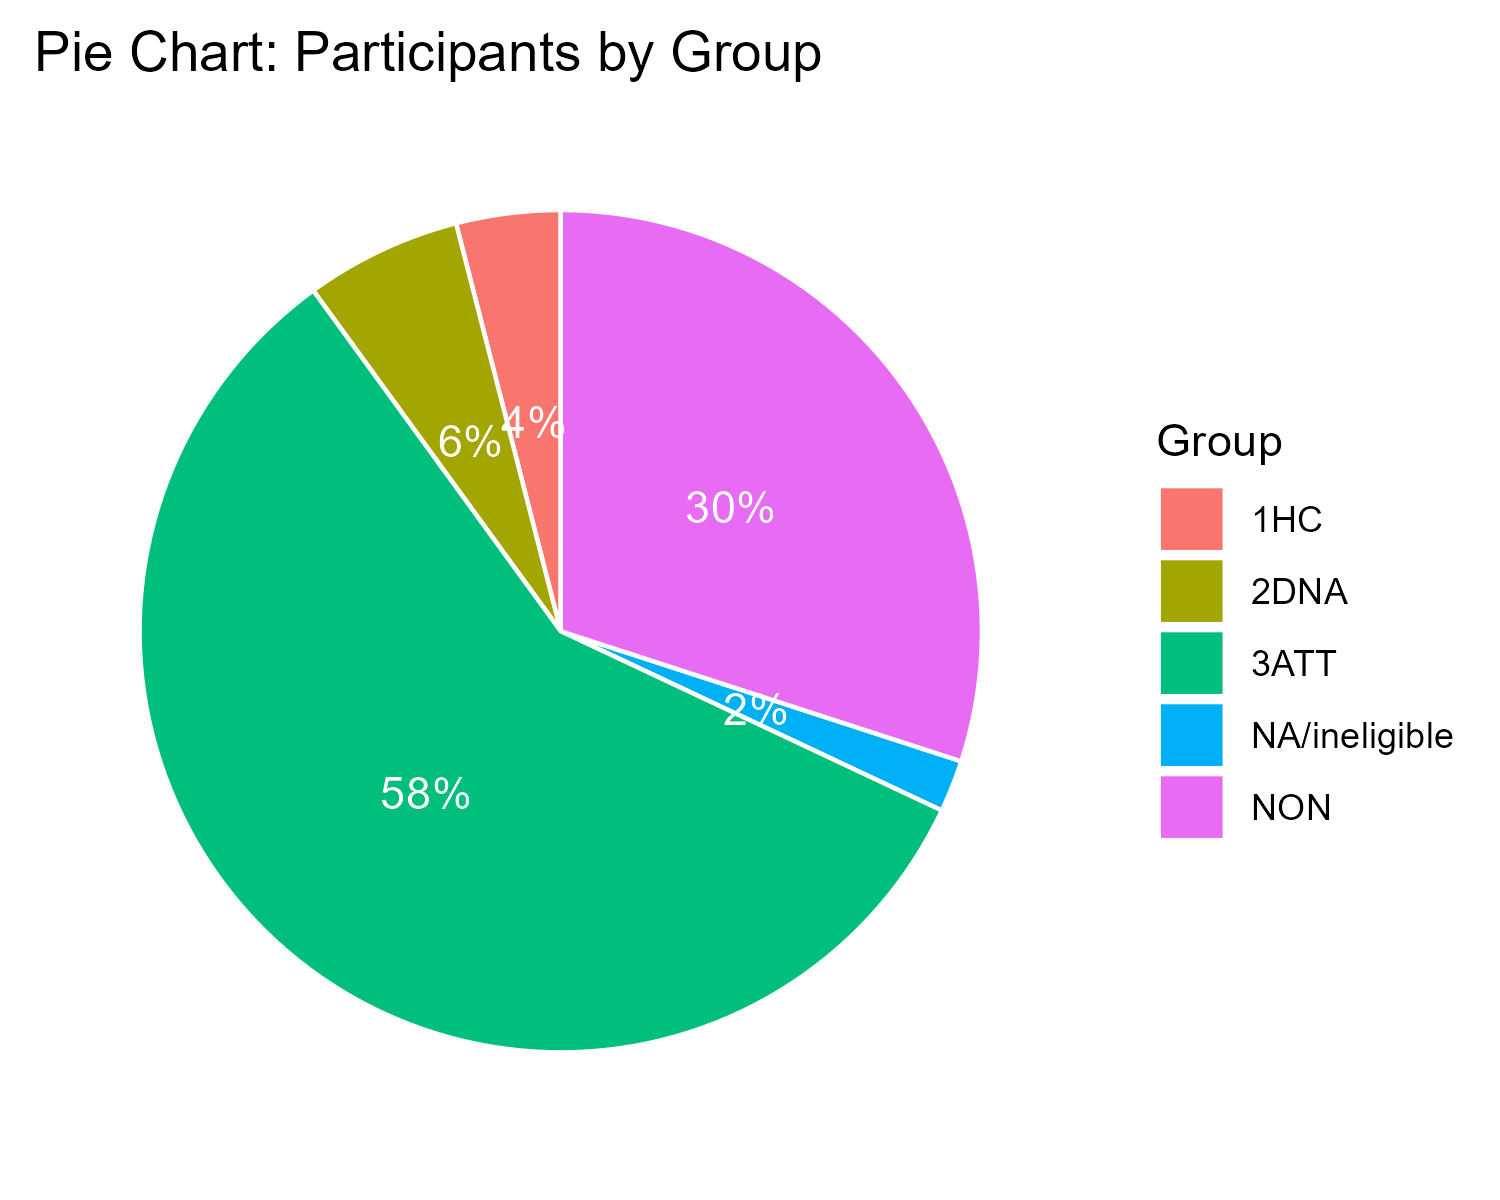 Pie Chart: Participants by Group
4%
6%
30%
2%
58%
Group
1HC
2DNA
3ATT
NA/ineligible
NON